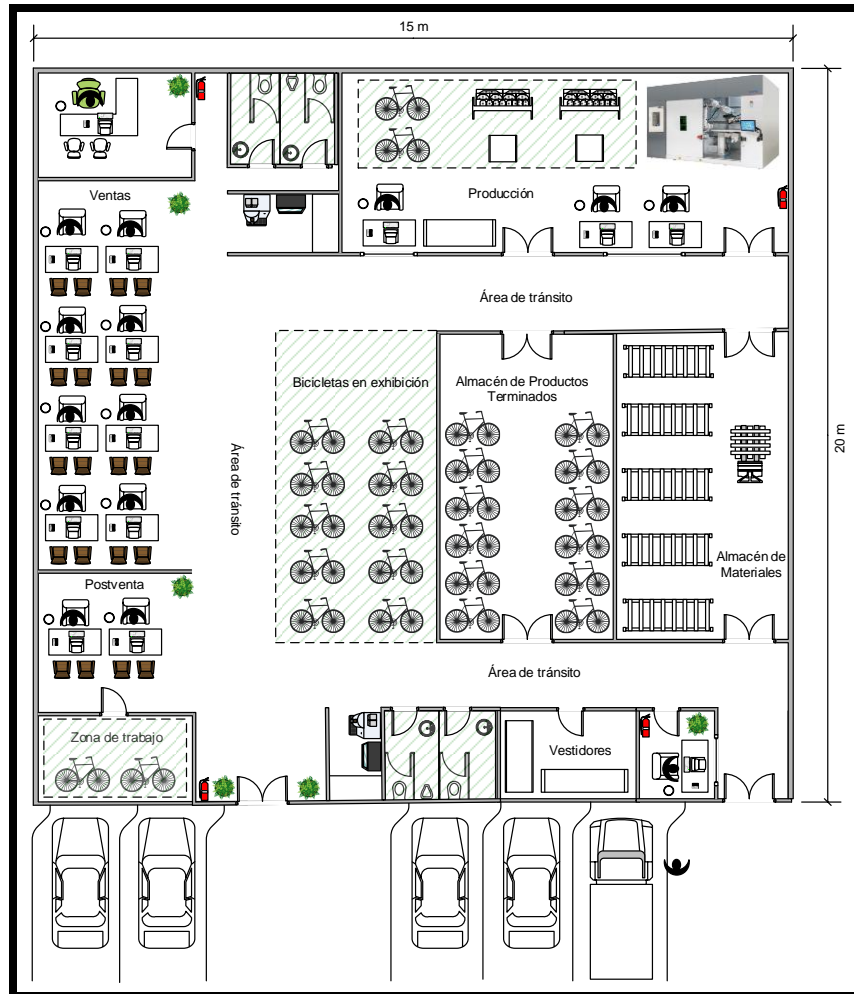 15 m
Ventas
Producción
Área de tránsito
Bicicletas en exhibición
Almacén de Productos
Terminados
Área de tránsito
20 m
Almacén de
Materiales
Postventa
Área de tránsito
Zona de trabajo
Vestidores